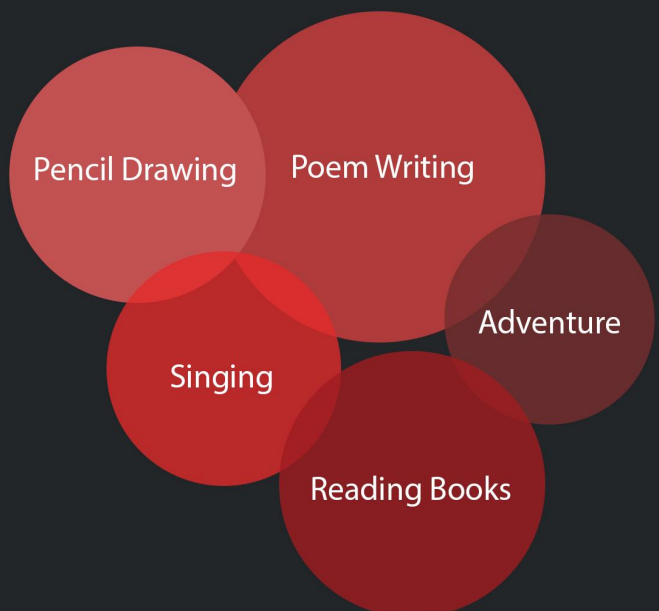 Pencil Drawing
Poem Writing
Adventure
Singing
Reading Books